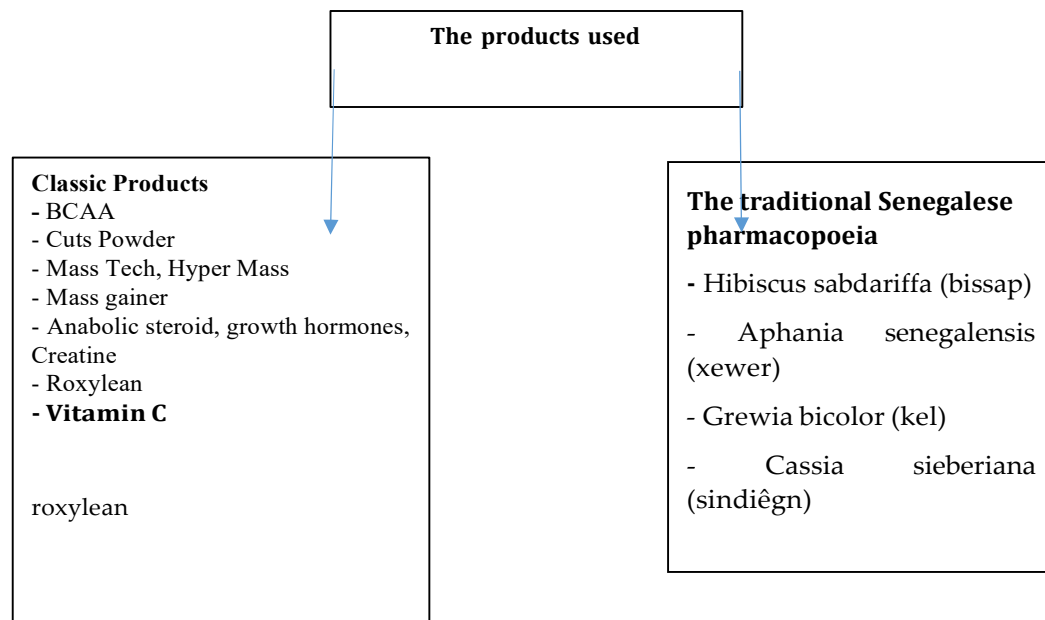 The products used
Classic Products
- BCAA
- Cuts Powder
- Mass Tech, Hyper Mass
- Mass gainer
- Anabolic steroid, growth hormones,
Creatine
- Roxylean
- Vitamin C
roxylean
The traditional Senegalese
pharmacopoeia
- Hibiscus sabdariffa (bissap)
- Aphania senegalensis
(xewer)
- Grewia bicolor (kel)
- Cassia sieberiana
(sindiêgn)